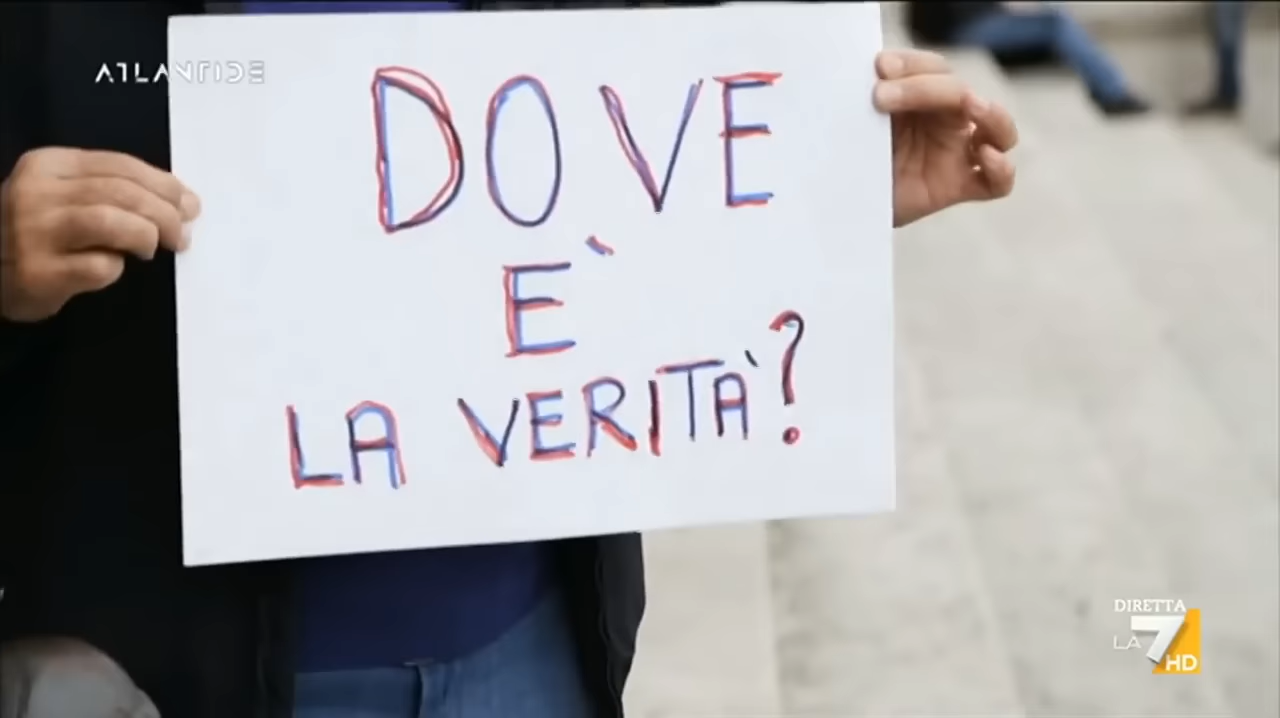 ATLANTIDE
DOVE
E`
LA VERITÀ?
DIRETTA
LA7
HD